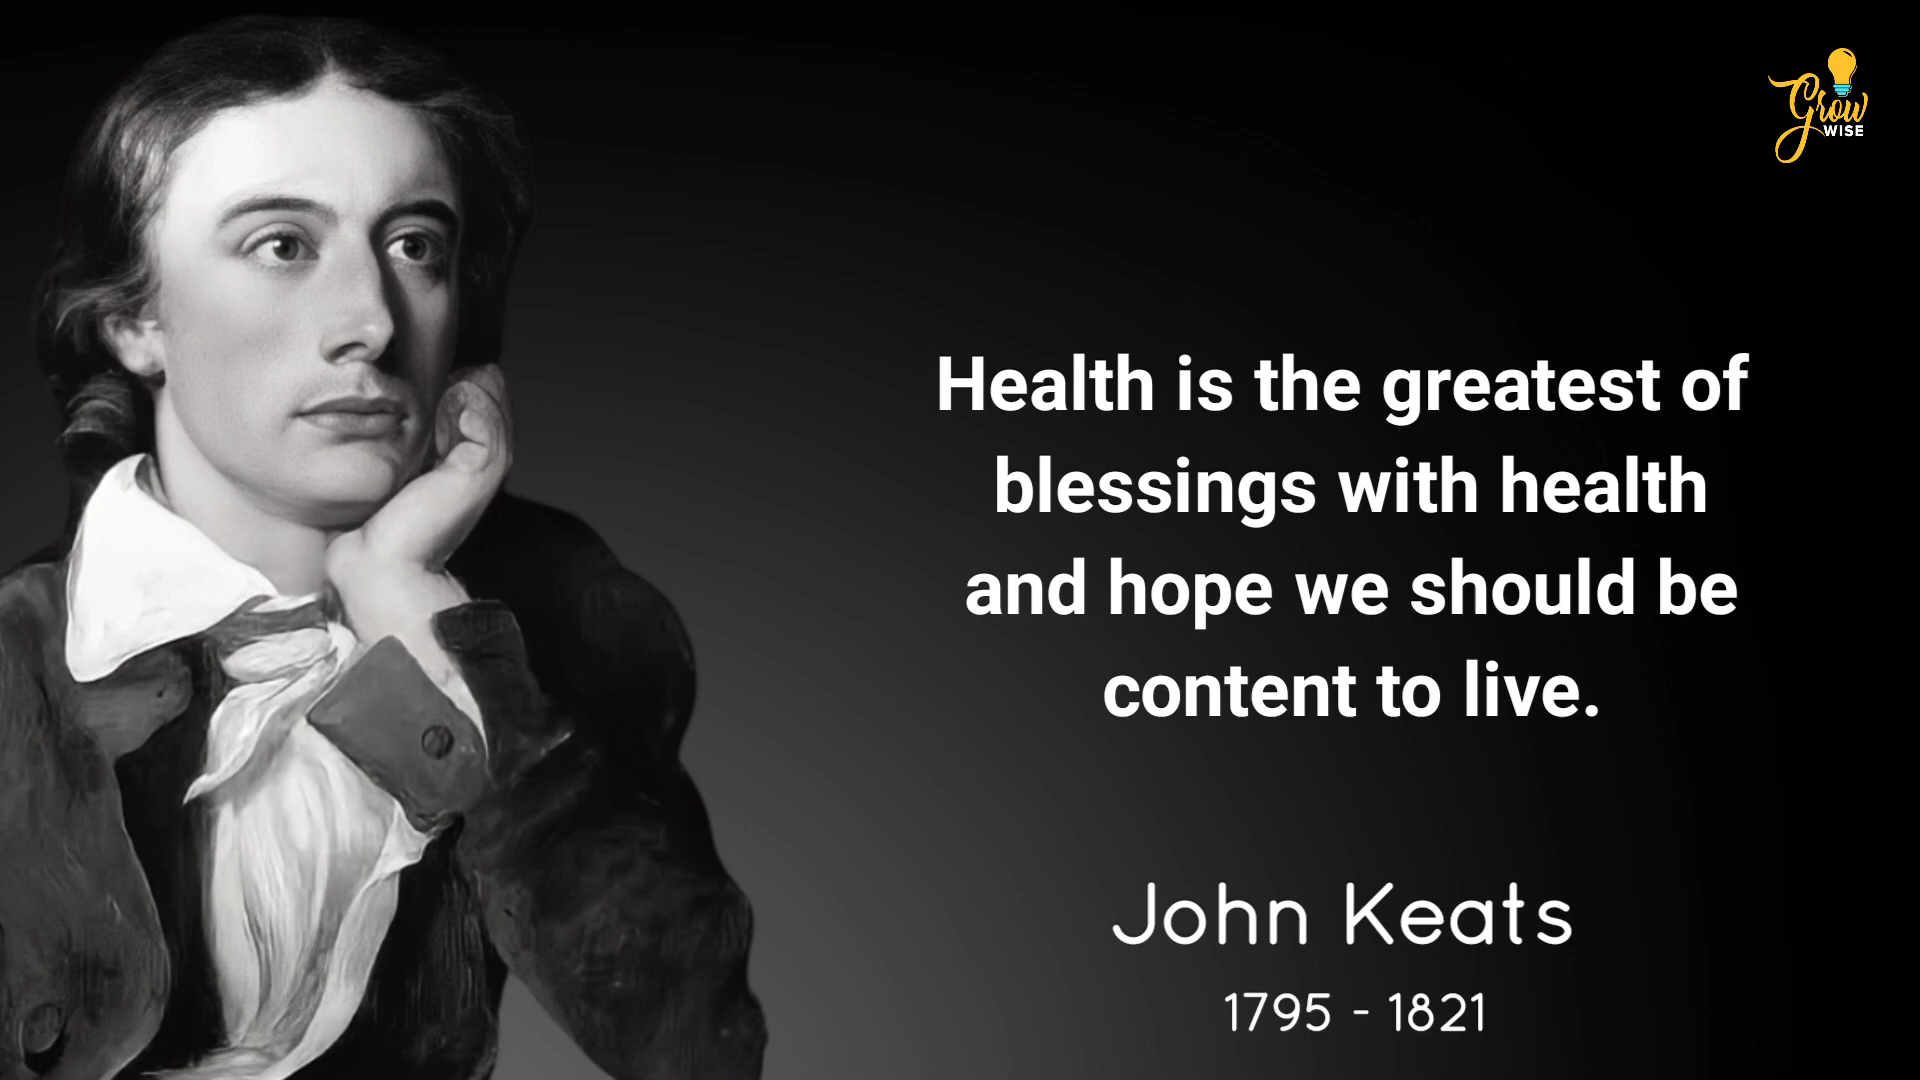 Grow
WISE
Health is the greatest of
blessings with health
and hope we should be
content to live.
John Keats
1795 - 1821